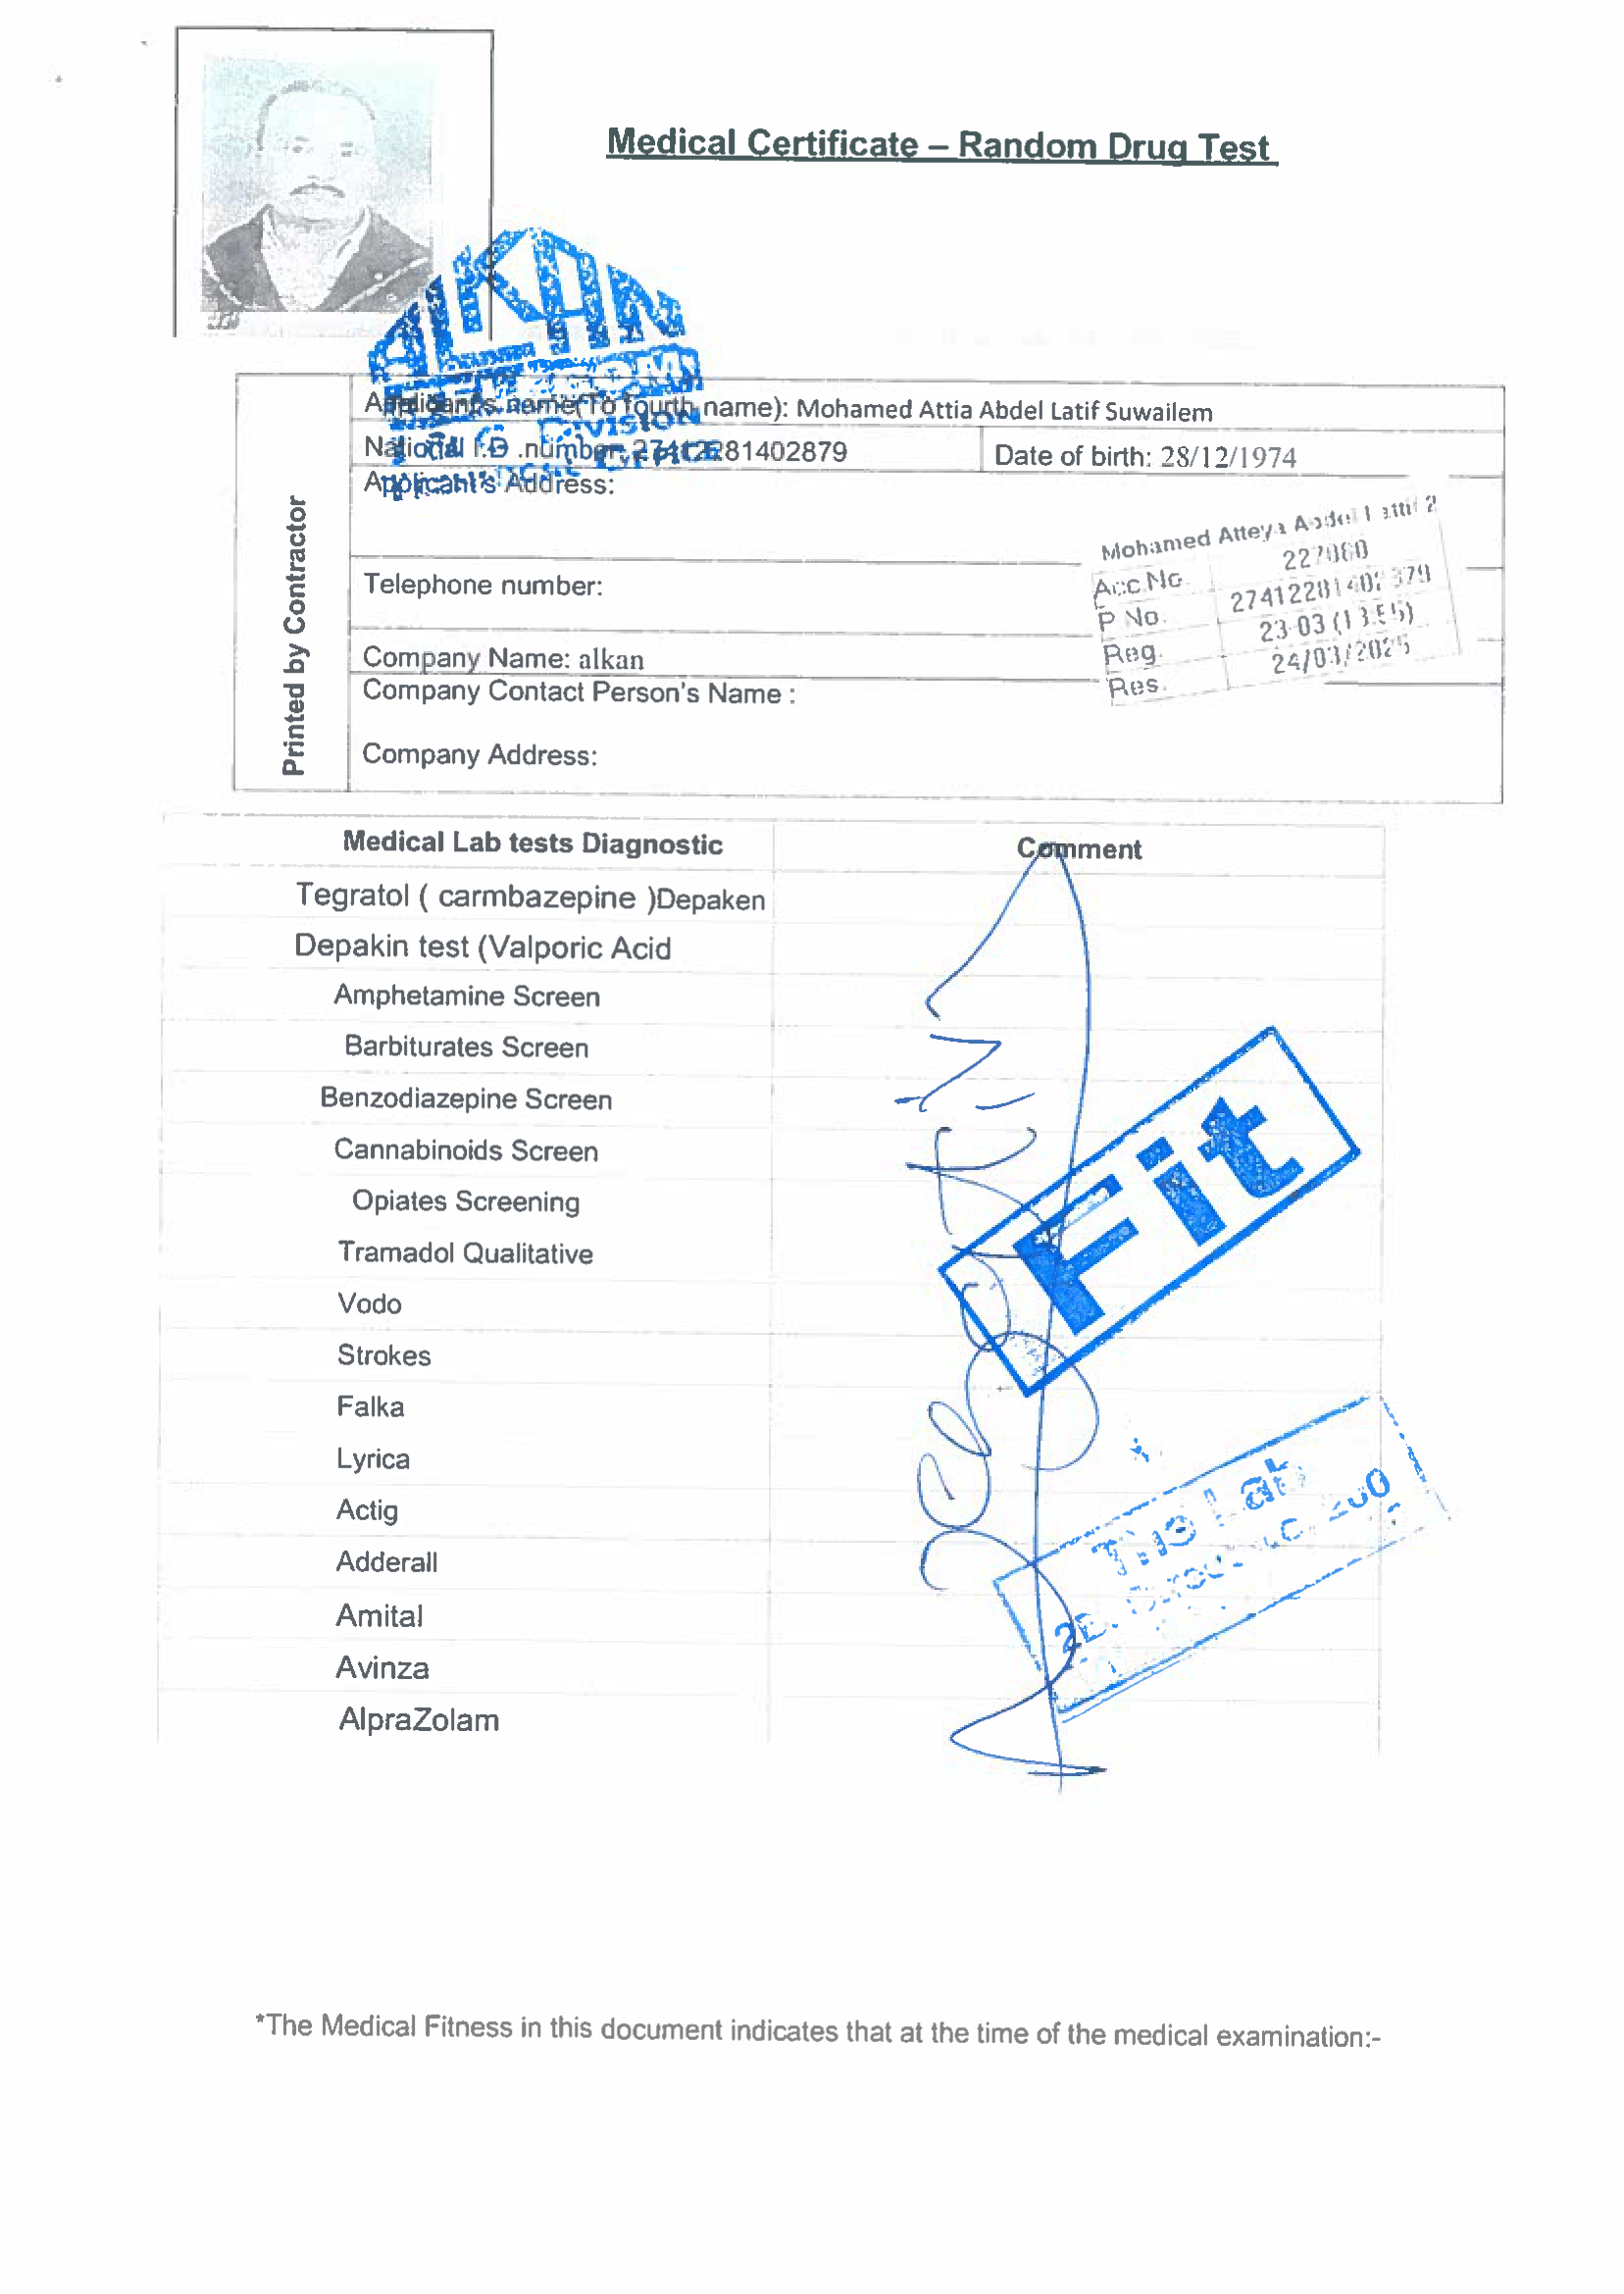 Medical Certificate – Random Drug Test
ALKAN
Applicant's name(To fourth name): Mohamed Attia Abdel Latif Suwailem
National I.D .number: 27412281402879
Date of birth: 28/12/1974
Applicant's Address:
Mohamed Atteya Abdel Lattif 2
Acc.No. 227060
Telephone number:
P No. 27412281402879
Reg. 23-03 (13:55)
Company Name: alkan
Res. 24/03/2025
Company Contact Person's Name :
Company Address:
Printed by Contractor
Medical Lab tests Diagnostic
Comment
Tegratol ( carmbazepine )Depaken
Depakin test (Valporic Acid
Amphetamine Screen
Barbiturates Screen
Benzodiazepine Screen
Cannabinoids Screen
Opiates Screening
Tramadol Qualitative
Vodo
Strokes
Falka
Lyrica
Actig
Adderall
Amital
Avinza
AlpraZolam
Fit
The Lab
*The Medical Fitness in this document indicates that at the time of the medical examination:-